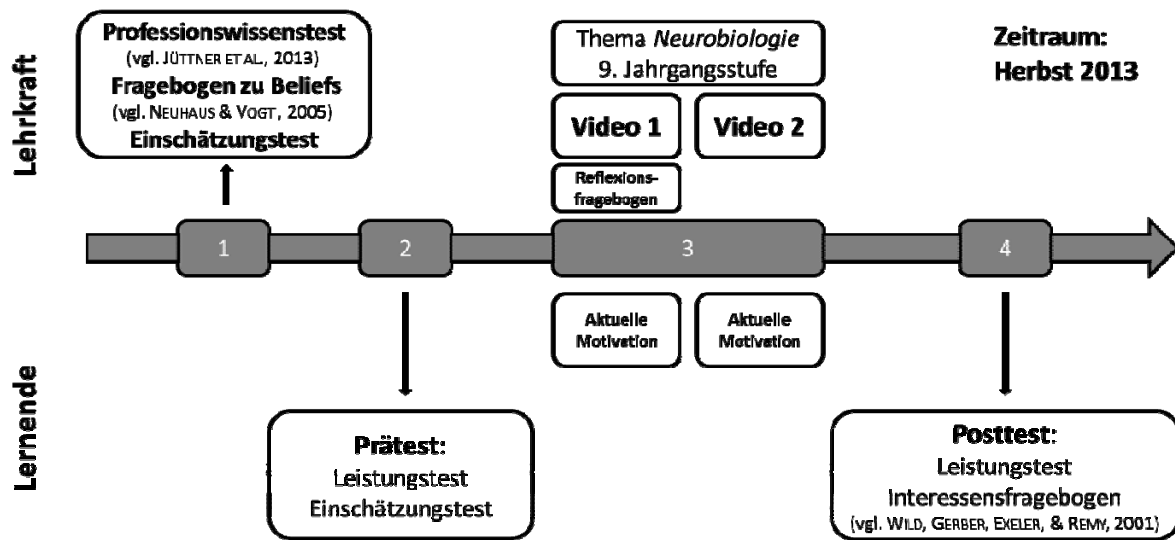 Lehrkraft
Professionswissenstest
(vgl. JÜTTNER ET AL., 2013)
Fragebogen zu Beliefs
(vgl. NEUHAUS & VOGT, 2005)
Einschätzungstest
Thema Neurobiologie
9. Jahrgangsstufe
Video 1
Video 2
Reflexions-
fragebogen
Zeitraum:
Herbst 2013
1
2
3
4
Lernende
Aktuelle
Motivation
Aktuelle
Motivation
Prätest:
Leistungstest
Einschätzungstest
Posttest:
Leistungstest
Interessensfragebogen
(vgl. WILD, GERBER, EXELER, & REMY, 2001)